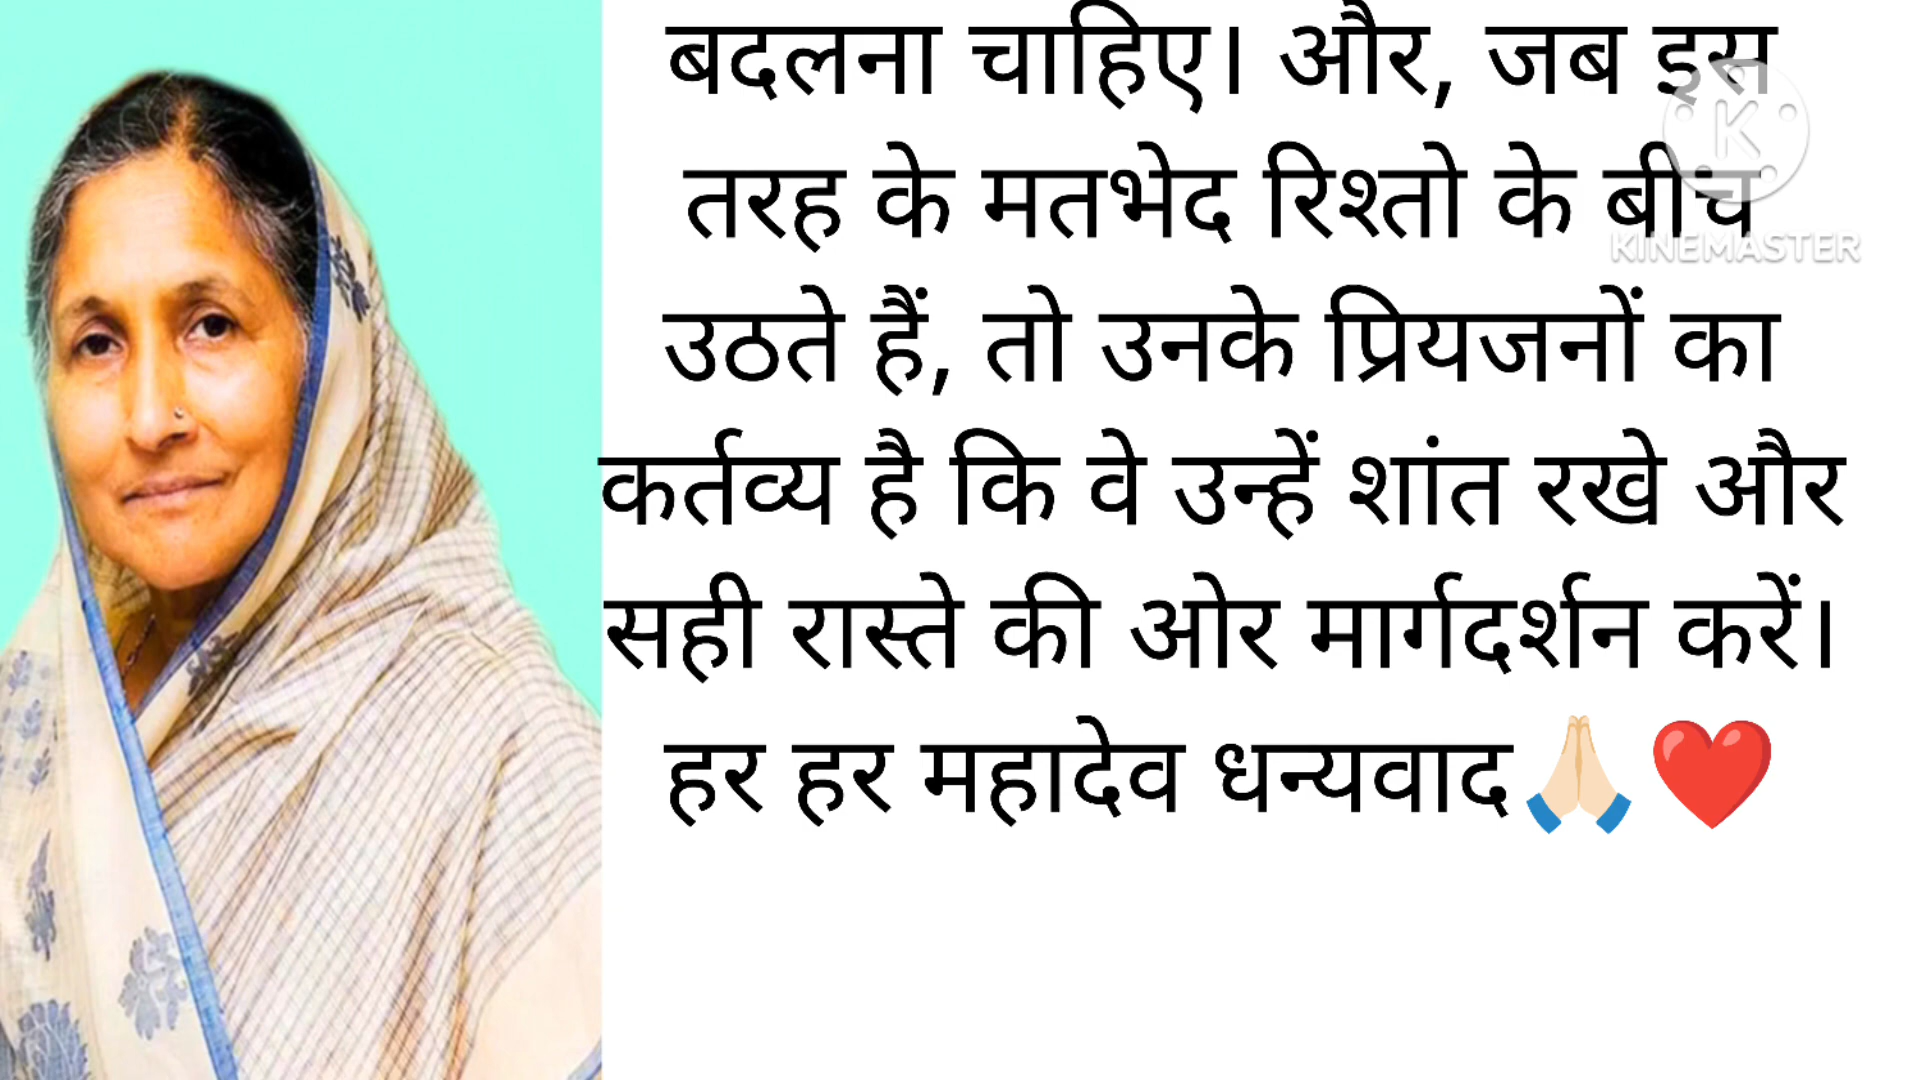 बदलना चाहिए। और, जब इस
तरह के मतभेद रिश्तो के बीच
उठते हैं, तो उनके प्रियजनों का
कर्तव्य है कि वे उन्हें शांत रखे और
सही रास्ते की ओर मार्गदर्शन करें।
हर हर महादेव धन्यवाद🙏🏻❤️
K
KINEMASTER